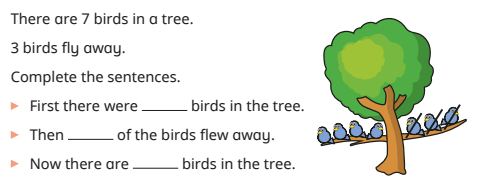 There are 7 birds in a tree.
3 birds fly away.
Complete the sentences.
First there were ______ birds in the tree.
Then ______ of the birds flew away.
Now there are ______ birds in the tree.